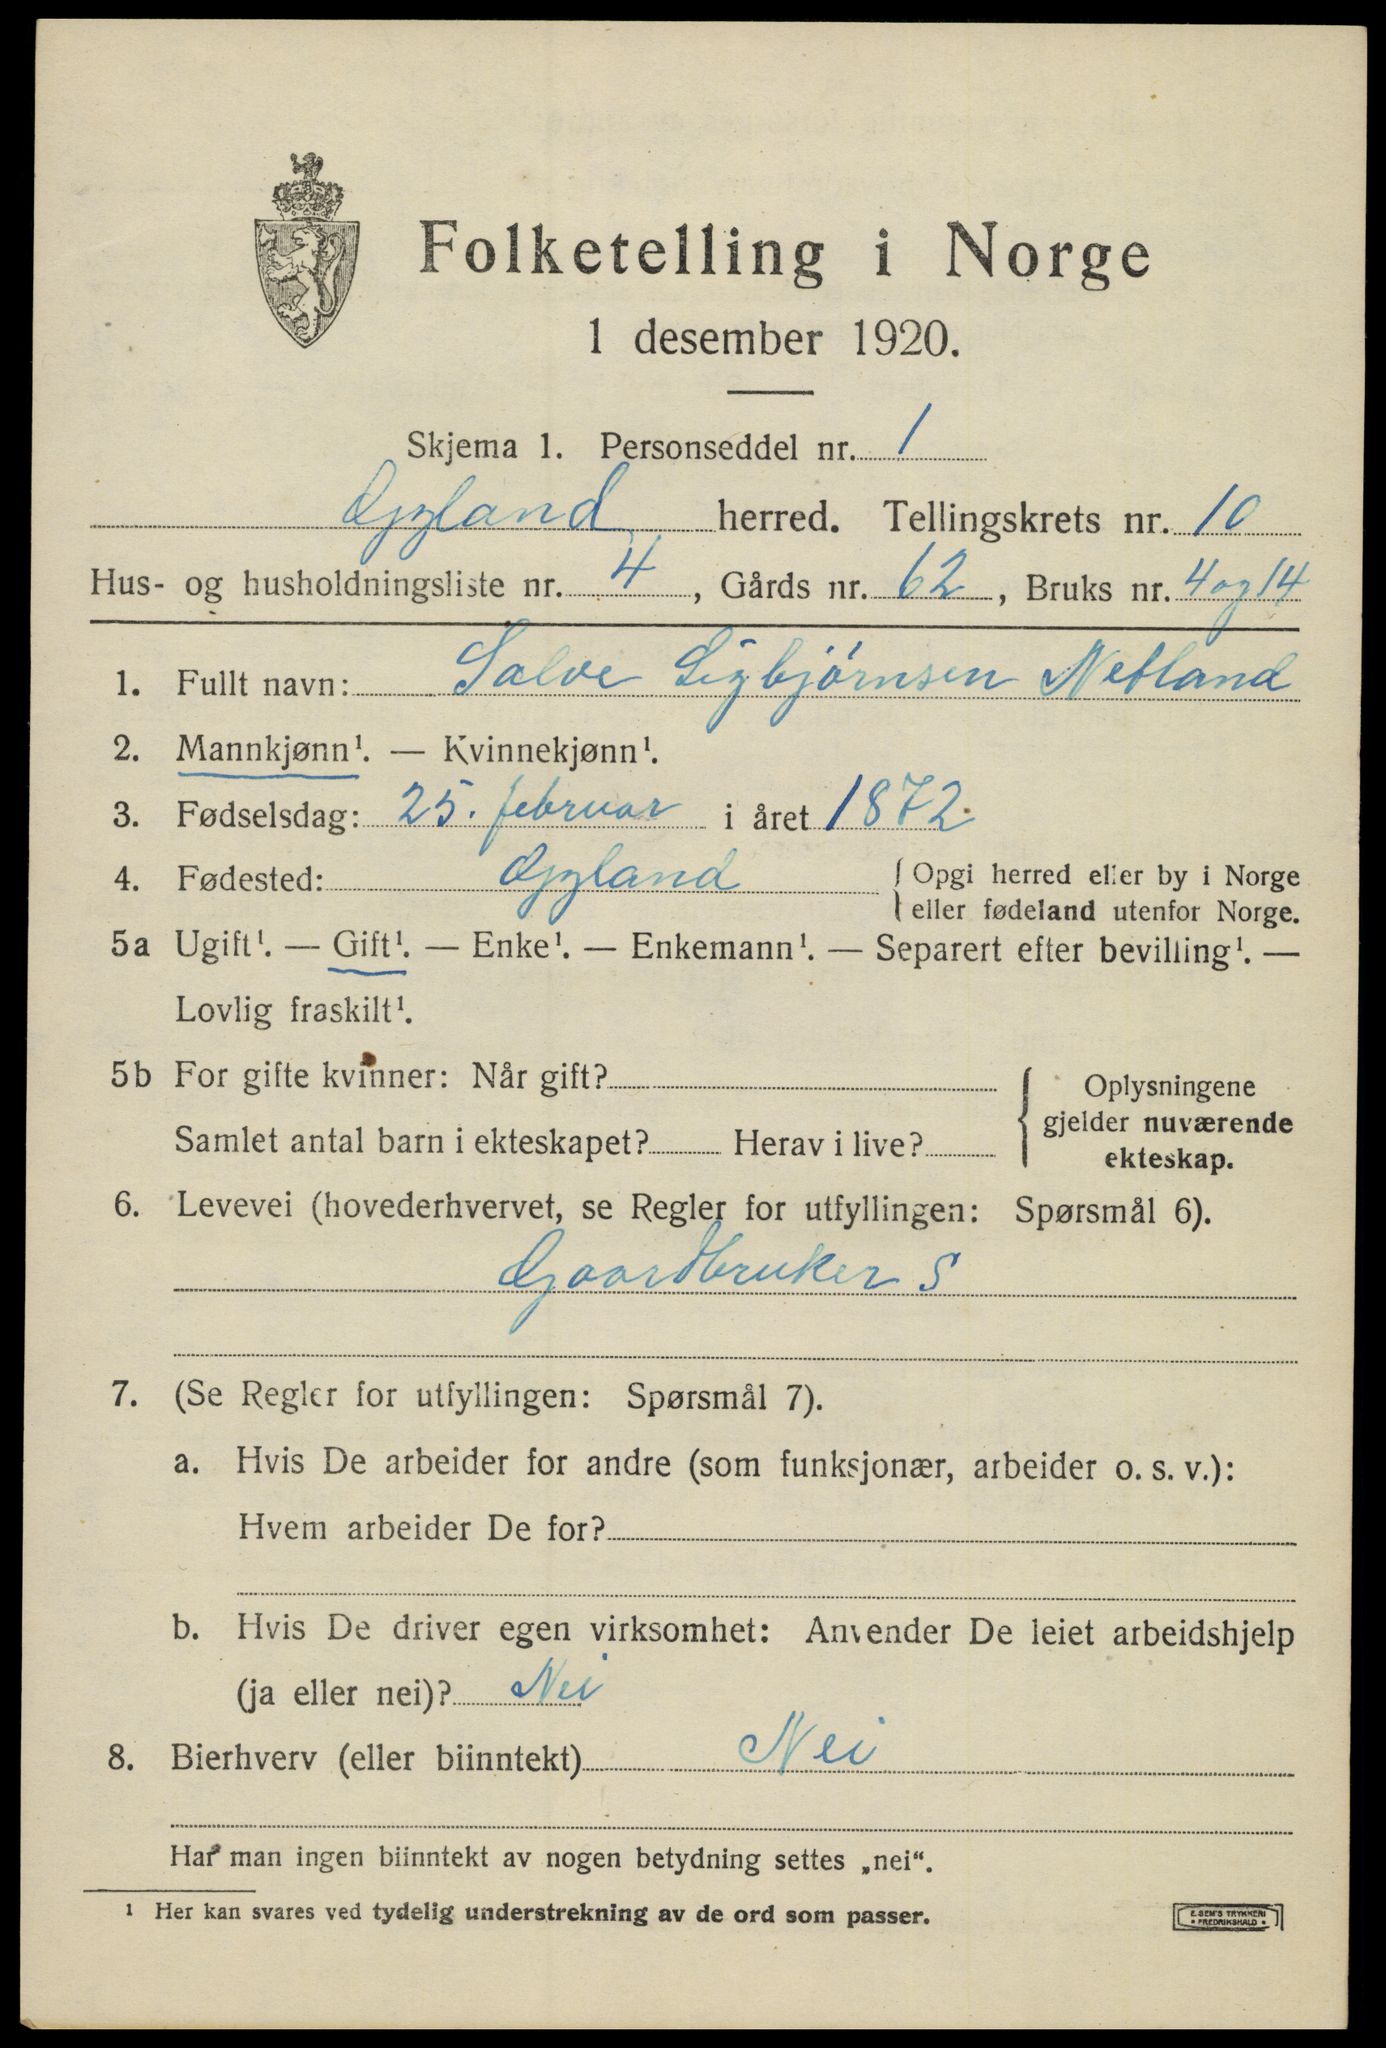 Folketelling i Norge
1 desember 1920.
Skjema 1. Personseddel nr. 1
Gyland herred. Tellingskrets nr. 10
Hus- og husholdningsliste nr. 4, Gårds nr. 62, Bruks nr. 4 og 14
1. Fullt navn: Salve Sigbjørnsen Netland
2. Mannkjønn¹. — Kvinnekjønn¹.
3. Fødselsdag: 25. februar i året 1872.
4. Fødested: Gyland { Opgi herred eller by i Norge
eller fødeland utenfor Norge.
5a Ugift¹. — Gift¹. — Enke¹. — Enkemann¹. — Separert efter bevilling¹. —
Lovlig fraskilt¹.
5b For gifte kvinner: Når gift?
Samlet antal barn i ekteskapet? Herav i live?
{ Oplysningene
gjelder nuværende
ekteskap.
6. Levevei (hovederhvervet, se Regler for utfyllingen: Spørsmål 6).
Gaardbruker S
7. (Se Regler for utfyllingen: Spørsmål 7).
a. Hvis De arbeider for andre (som funksjonær, arbeider o. s. v.):
Hvem arbeider De for?
b. Hvis De driver egen virksomhet: Anvender De leiet arbeidshjelp
(ja eller nei)? Nei
8. Bierhverv (eller biinntekt) Nei
Har man ingen biinntekt av nogen betydning settes „nei“.
¹ Her kan svares ved tydelig understrekning av de ord som passer.
E. SEM'S TRYKKERI
• FREDRIKSHALD •